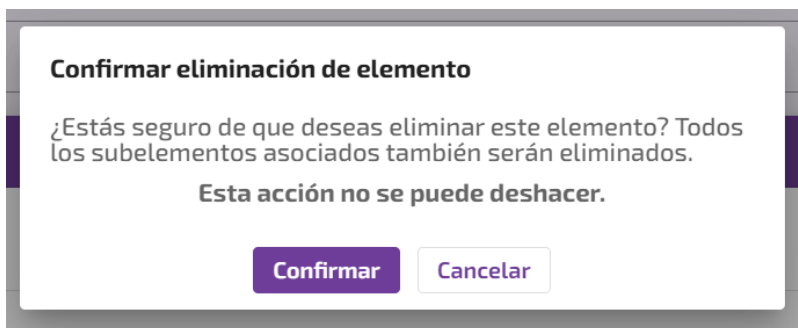 Confirmar eliminación de elemento
¿Estás seguro de que deseas eliminar este elemento? Todos
los subelementos asociados también serán eliminados.
Esta acción no se puede deshacer.
Confirmar
Cancelar